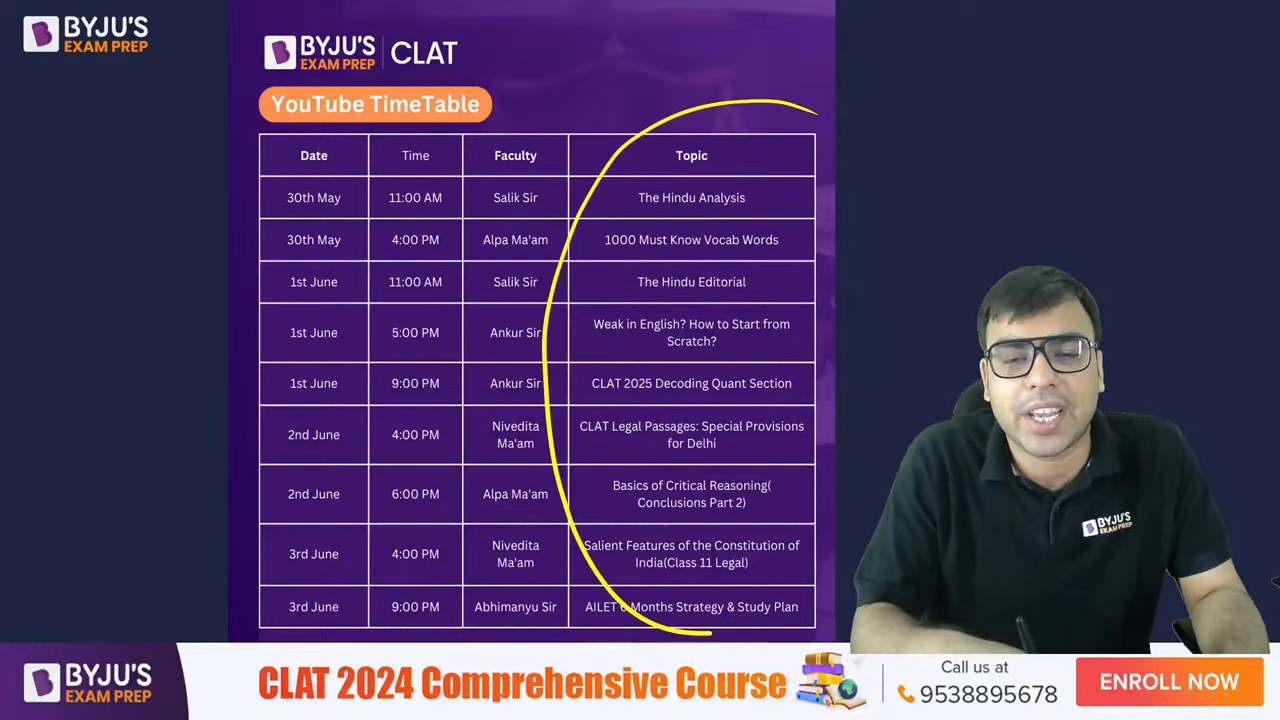 BYJU'S
EXAM PREP
BYJU'S
EXAM PREP
CLAT
YouTube TimeTable
Date Time Faculty Topic
30th May 11:00 AM Salik Sir The Hindu Analysis
30th May 4:00 PM Alpa Ma'am 1000 Must Know Vocab Words
1st June 11:00 AM Salik Sir The Hindu Editorial
1st June 5:00 PM Ankur Sir Weak in English? How to Start from
Scratch?
1st June 9:00 PM Ankur Sir CLAT 2025 Decoding Quant Section
2nd June 4:00 PM Nivedita CLAT Legal Passages: Special Provisions
Ma'am for Delhi
2nd June 6:00 PM Alpa Ma'am Basics of Critical Reasoning(
Conclusions Part 2)
3rd June 4:00 PM Nivedita Salient Features of the Constitution of
Ma'am India(Class 11 Legal)
3rd June 9:00 PM Abhimanyu Sir AILET 6 Months Strategy & Study Plan
BYJU'S
EXAM PREP
BYJU'S
EXAM PREP
CLAT 2024 Comprehensive Course
Call us at
9538895678
ENROLL NOW